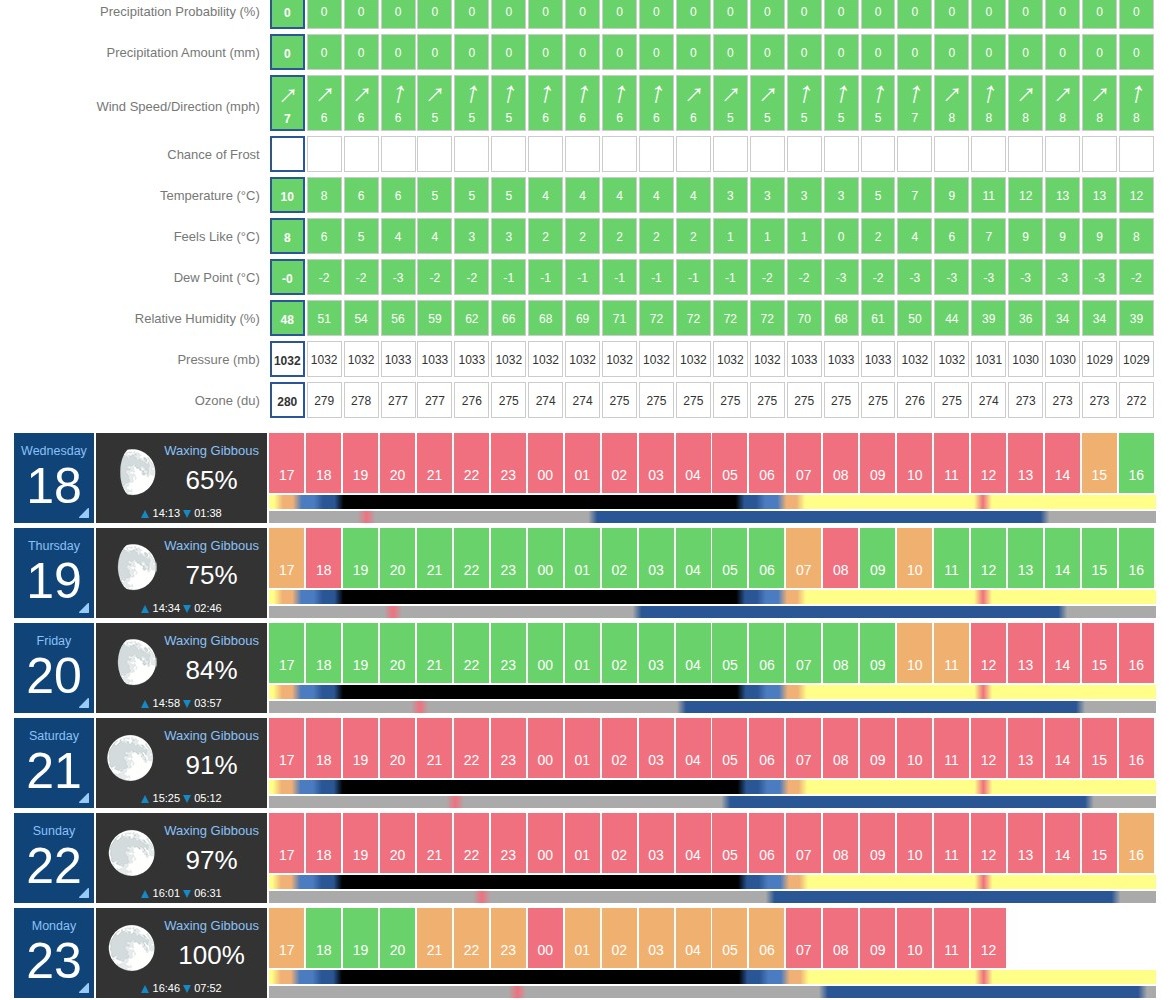 Precipitation Probability (%) 0 0 0 0 0 0 0 0 0 0 0 0 0 0 0 0 0 0 0 0 0 0 0 0
Precipitation Amount (mm) 0 0 0 0 0 0 0 0 0 0 0 0 0 0 0 0 0 0 0 0 0 0 0 0
Wind Speed/Direction (mph) 7 6 6 6 5 5 5 6 6 6 6 6 5 5 5 5 5 7 8 8 8 8 8 8
Chance of Frost
Temperature (°C) 10 8 6 6 5 5 5 4 4 4 4 4 3 3 3 3 5 7 9 11 12 13 13 12
Feels Like (°C) 8 6 5 4 4 3 3 2 2 2 2 2 1 1 1 0 2 4 6 7 9 9 9 8
Dew Point (°C) -0 -2 -2 -3 -2 -2 -1 -1 -1 -1 -1 -1 -1 -2 -2 -3 -2 -3 -3 -3 -3 -3 -3 -2
Relative Humidity (%) 48 51 54 56 59 62 66 68 69 71 72 72 72 72 70 68 61 50 44 39 36 34 34 39
Pressure (mb) 1032 1032 1032 1033 1033 1033 1032 1032 1032 1032 1032 1032 1032 1032 1033 1033 1033 1032 1032 1031 1030 1030 1029 1029
Ozone (du) 280 279 278 277 277 276 275 274 274 275 275 275 275 275 275 275 275 276 275 274 273 273 273 272
Wednesday Waxing Gibbous
18 65% 17 18 19 20 21 22 23 00 01 02 03 04 05 06 07 08 09 10 11 12 13 14 15 16
▲ 14:13 ▼ 01:38
Thursday Waxing Gibbous
19 75% 17 18 19 20 21 22 23 00 01 02 03 04 05 06 07 08 09 10 11 12 13 14 15 16
▲ 14:34 ▼ 02:46
Friday Waxing Gibbous
20 84% 17 18 19 20 21 22 23 00 01 02 03 04 05 06 07 08 09 10 11 12 13 14 15 16
▲ 14:58 ▼ 03:57
Saturday Waxing Gibbous
21 91% 17 18 19 20 21 22 23 00 01 02 03 04 05 06 07 08 09 10 11 12 13 14 15 16
▲ 15:25 ▼ 05:12
Sunday Waxing Gibbous
22 97% 17 18 19 20 21 22 23 00 01 02 03 04 05 06 07 08 09 10 11 12 13 14 15 16
▲ 16:01 ▼ 06:31
Monday Waxing Gibbous
23 100% 17 18 19 20 21 22 23 00 01 02 03 04 05 06 07 08 09 10 11 12
▲ 16:46 ▼ 07:52